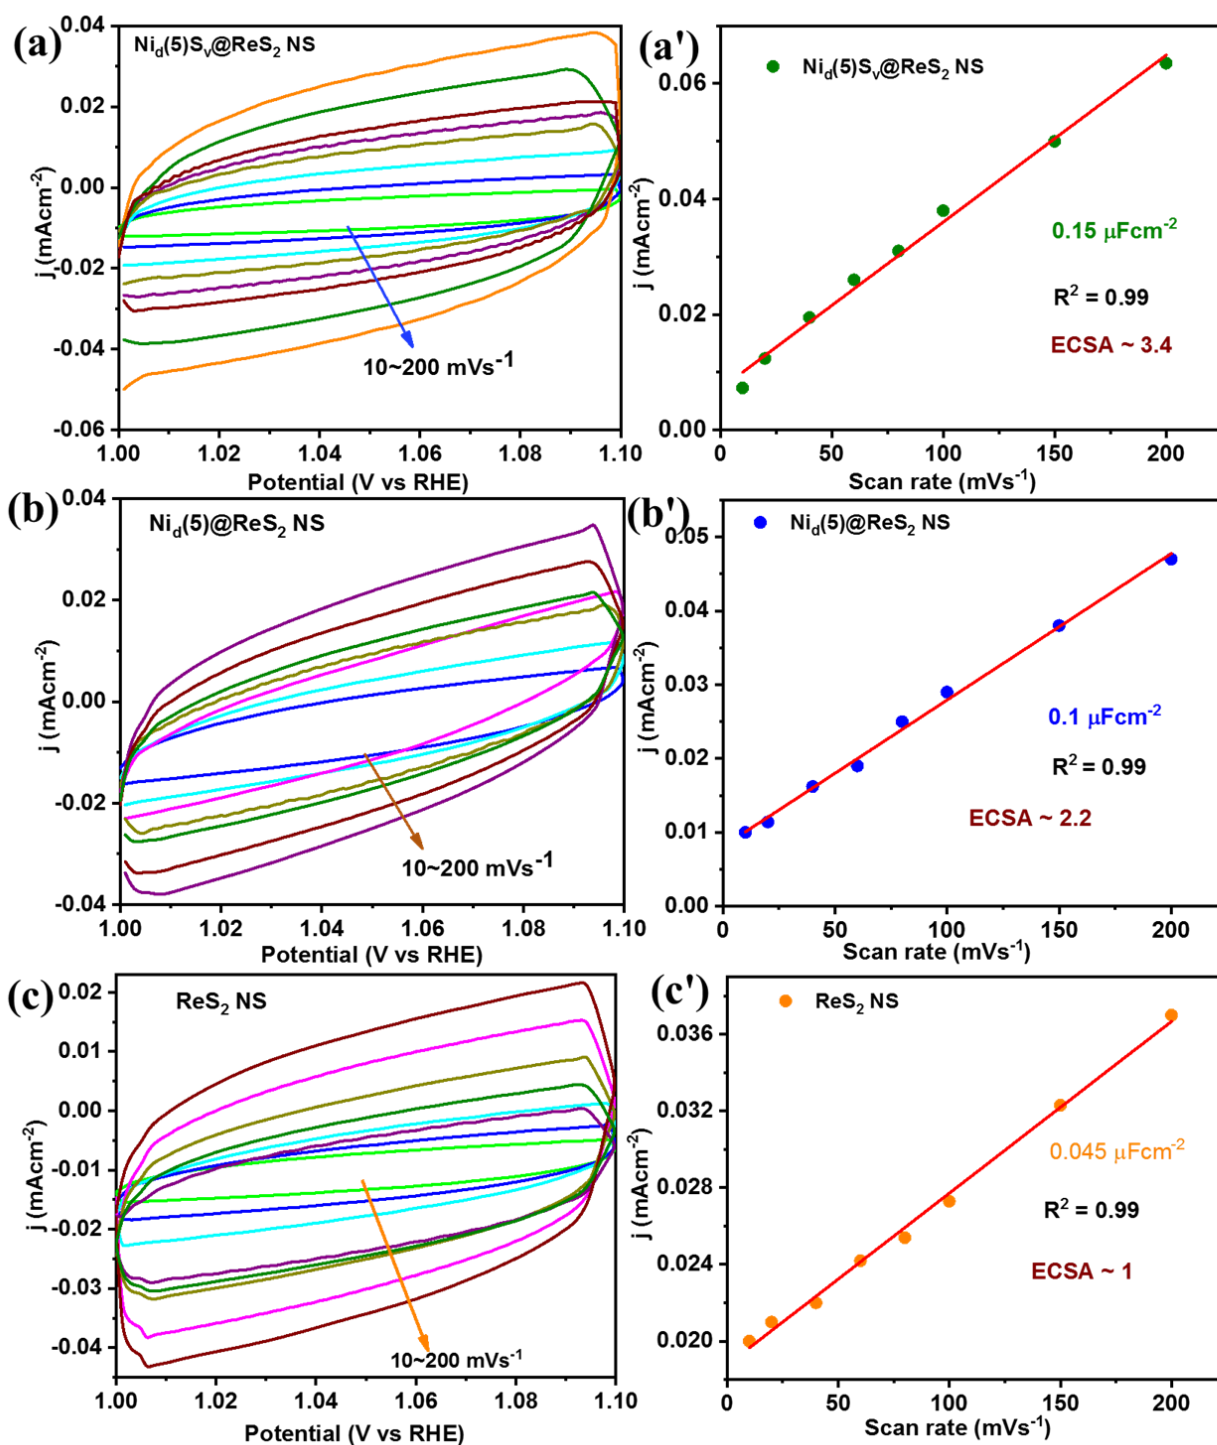 (a)
Ni_d(5)S_v@ReS_2 NS
0.04
0.02
0.00
-0.02
-0.04
-0.06
j (mAcm^-2)
10~200 mVs^-1
1.00 1.02 1.04 1.06 1.08 1.10
Potential (V vs RHE)
(a')
Ni_d(5)S_v@ReS_2 NS
0.06
0.04
0.02
0.00
j (mAcm^-2)
0.15 μFcm^-2
R^2 = 0.99
ECSA ~ 3.4
50 100 150 200
Scan rate (mVs^-1)
(b)
Ni_d(5)@ReS_2 NS
0.04
0.02
0.00
-0.02
-0.04
j (mAcm^-2)
10~200 mVs^-1
1.00 1.02 1.04 1.06 1.08 1.10
Potential (V vs RHE)
(b')
Ni_d(5)@ReS_2 NS
0.05
0.04
0.03
0.02
0.01
0.00
j (mAcm^-2)
0.1 μFcm^-2
R^2 = 0.99
ECSA ~ 2.2
0 50 100 150 200
Scan rate (mVs^-1)
(c)
ReS_2 NS
0.02
0.01
0.00
-0.01
-0.02
-0.03
-0.04
j (mAcm^-2)
10~200 mVs^-1
1.00 1.02 1.04 1.06 1.08 1.10
Potential (V vs RHE)
(c')
ReS_2 NS
0.036
0.032
0.028
0.024
0.020
j (mAcm^-2)
0.045 μFcm^-2
R^2 = 0.99
ECSA ~ 1
0 50 100 150 200
Scan rate (mVs^-1)